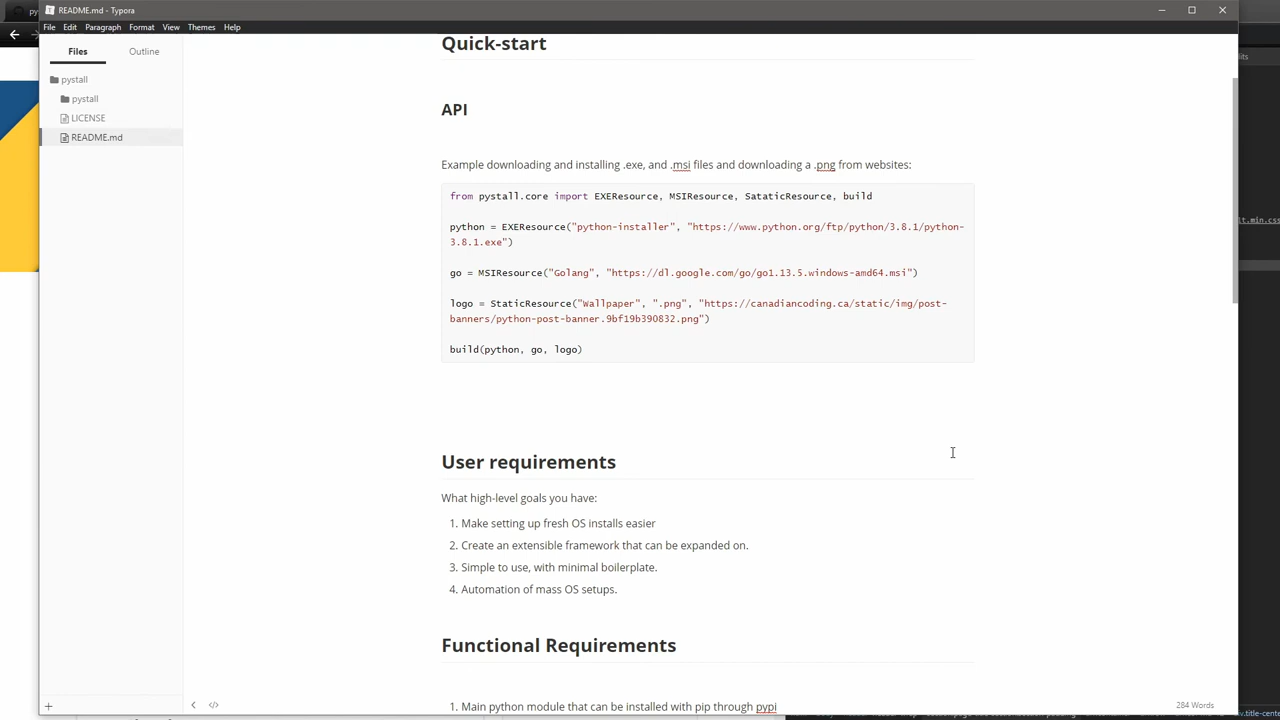 py
README.md - Typora
File Edit Paragraph Format View Themes Help
Files Outline
pystall
pystall
LICENSE
README.md
Quick-start
API
Example downloading and installing .exe, and .msi files and downloading a .png from websites:
from pystall.core import EXEResource, MSIResource, SataticResource, build
python = EXEResource("python-installer", "https://www.python.org/ftp/python/3.8.1/python-
3.8.1.exe")
go = MSIResource("Golang", "https://dl.google.com/go/go1.13.5.windows-amd64.msi")
logo = StaticResource("Wallpaper", ".png", "https://canadiancoding.ca/static/img/post-
banners/python-post-banner.9bf19b390832.png")
build(python, go, logo)
User requirements
What high-level goals you have:
1. Make setting up fresh OS installs easier
2. Create an extensible framework that can be expanded on.
3. Simple to use, with minimal boilerplate.
4. Automation of mass OS setups.
Functional Requirements
1. Main python module that can be installed with pip through pypi
284 Words
lt.min.css